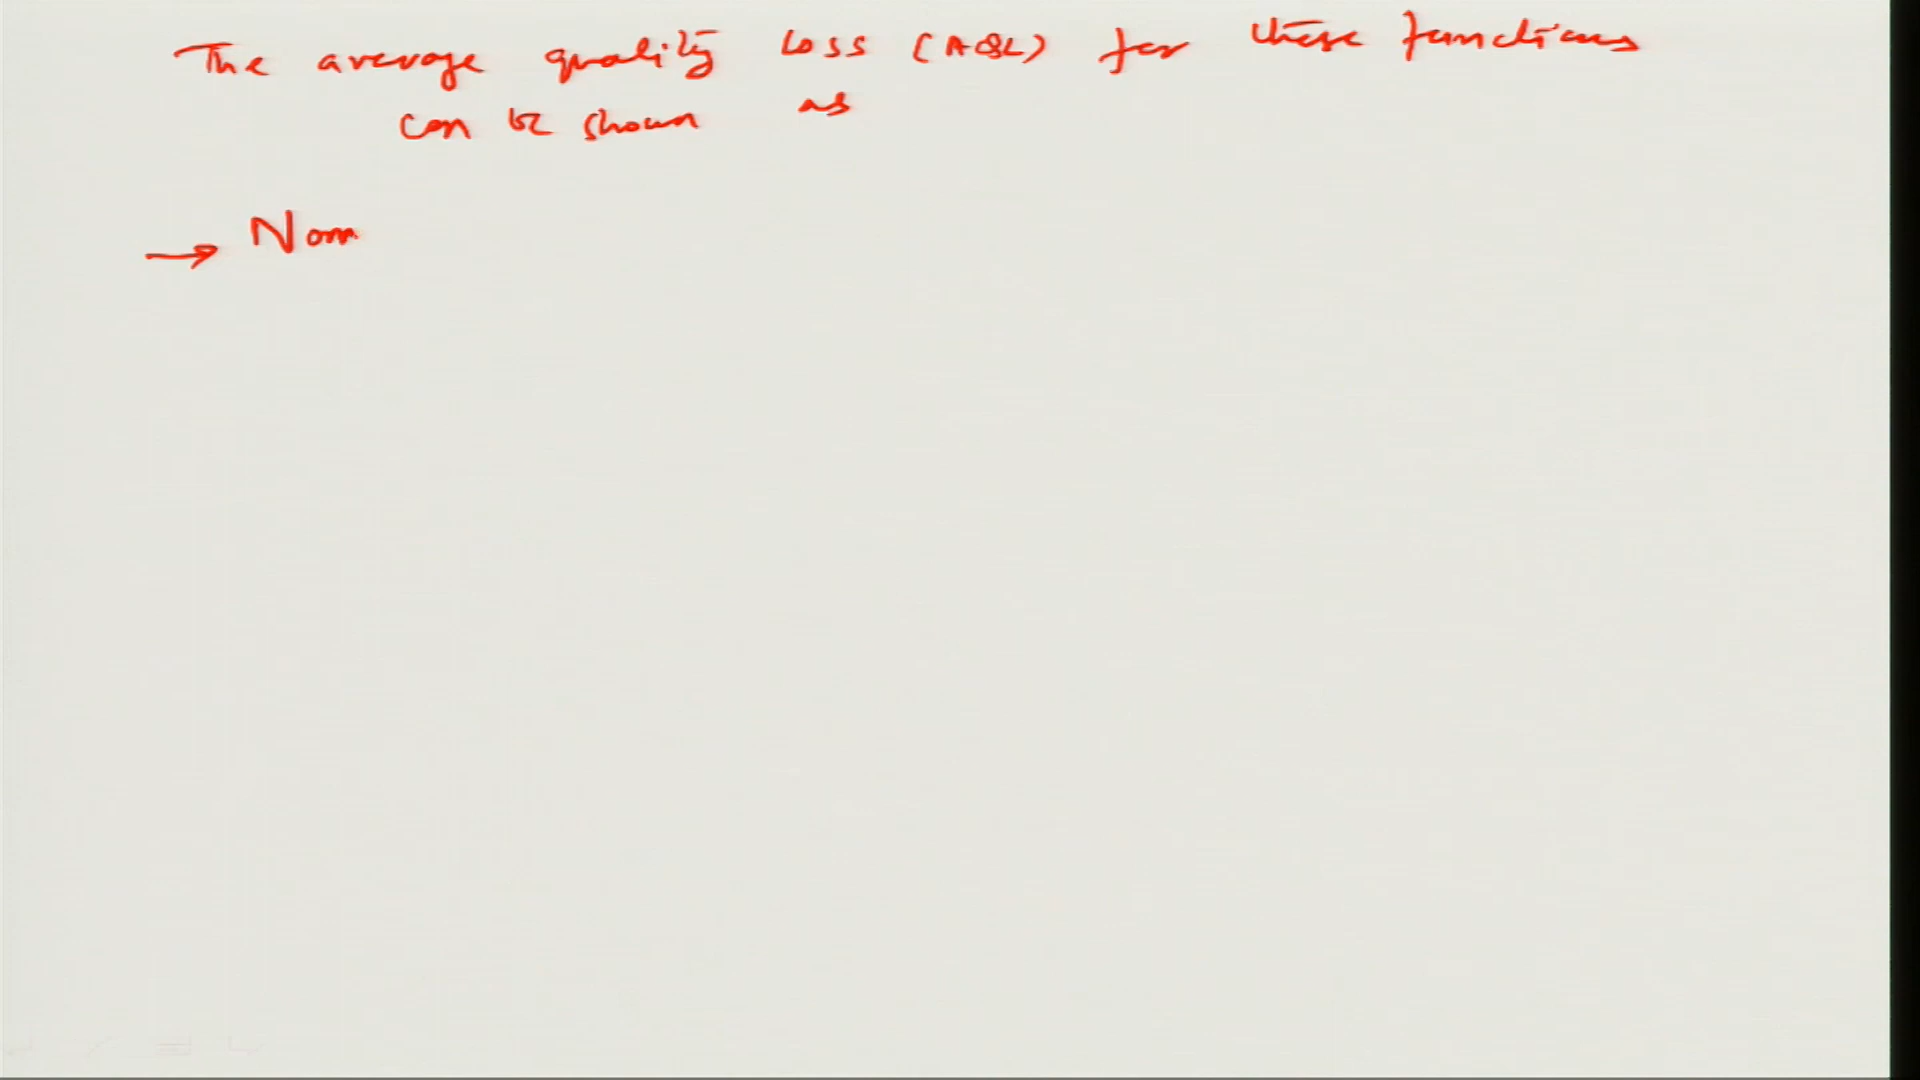 The average quality loss (AQL) for these functions
can be shown as
→ Nom